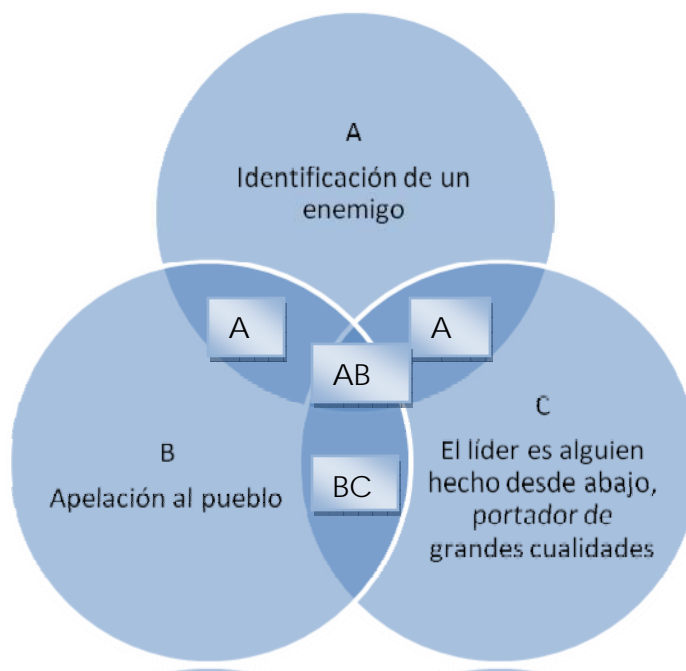 A
Identificación de un
enemigo
A
A
AB
B
Apelación al pueblo
BC
C
El líder es alguien
hecho desde abajo,
portador de
grandes cualidades